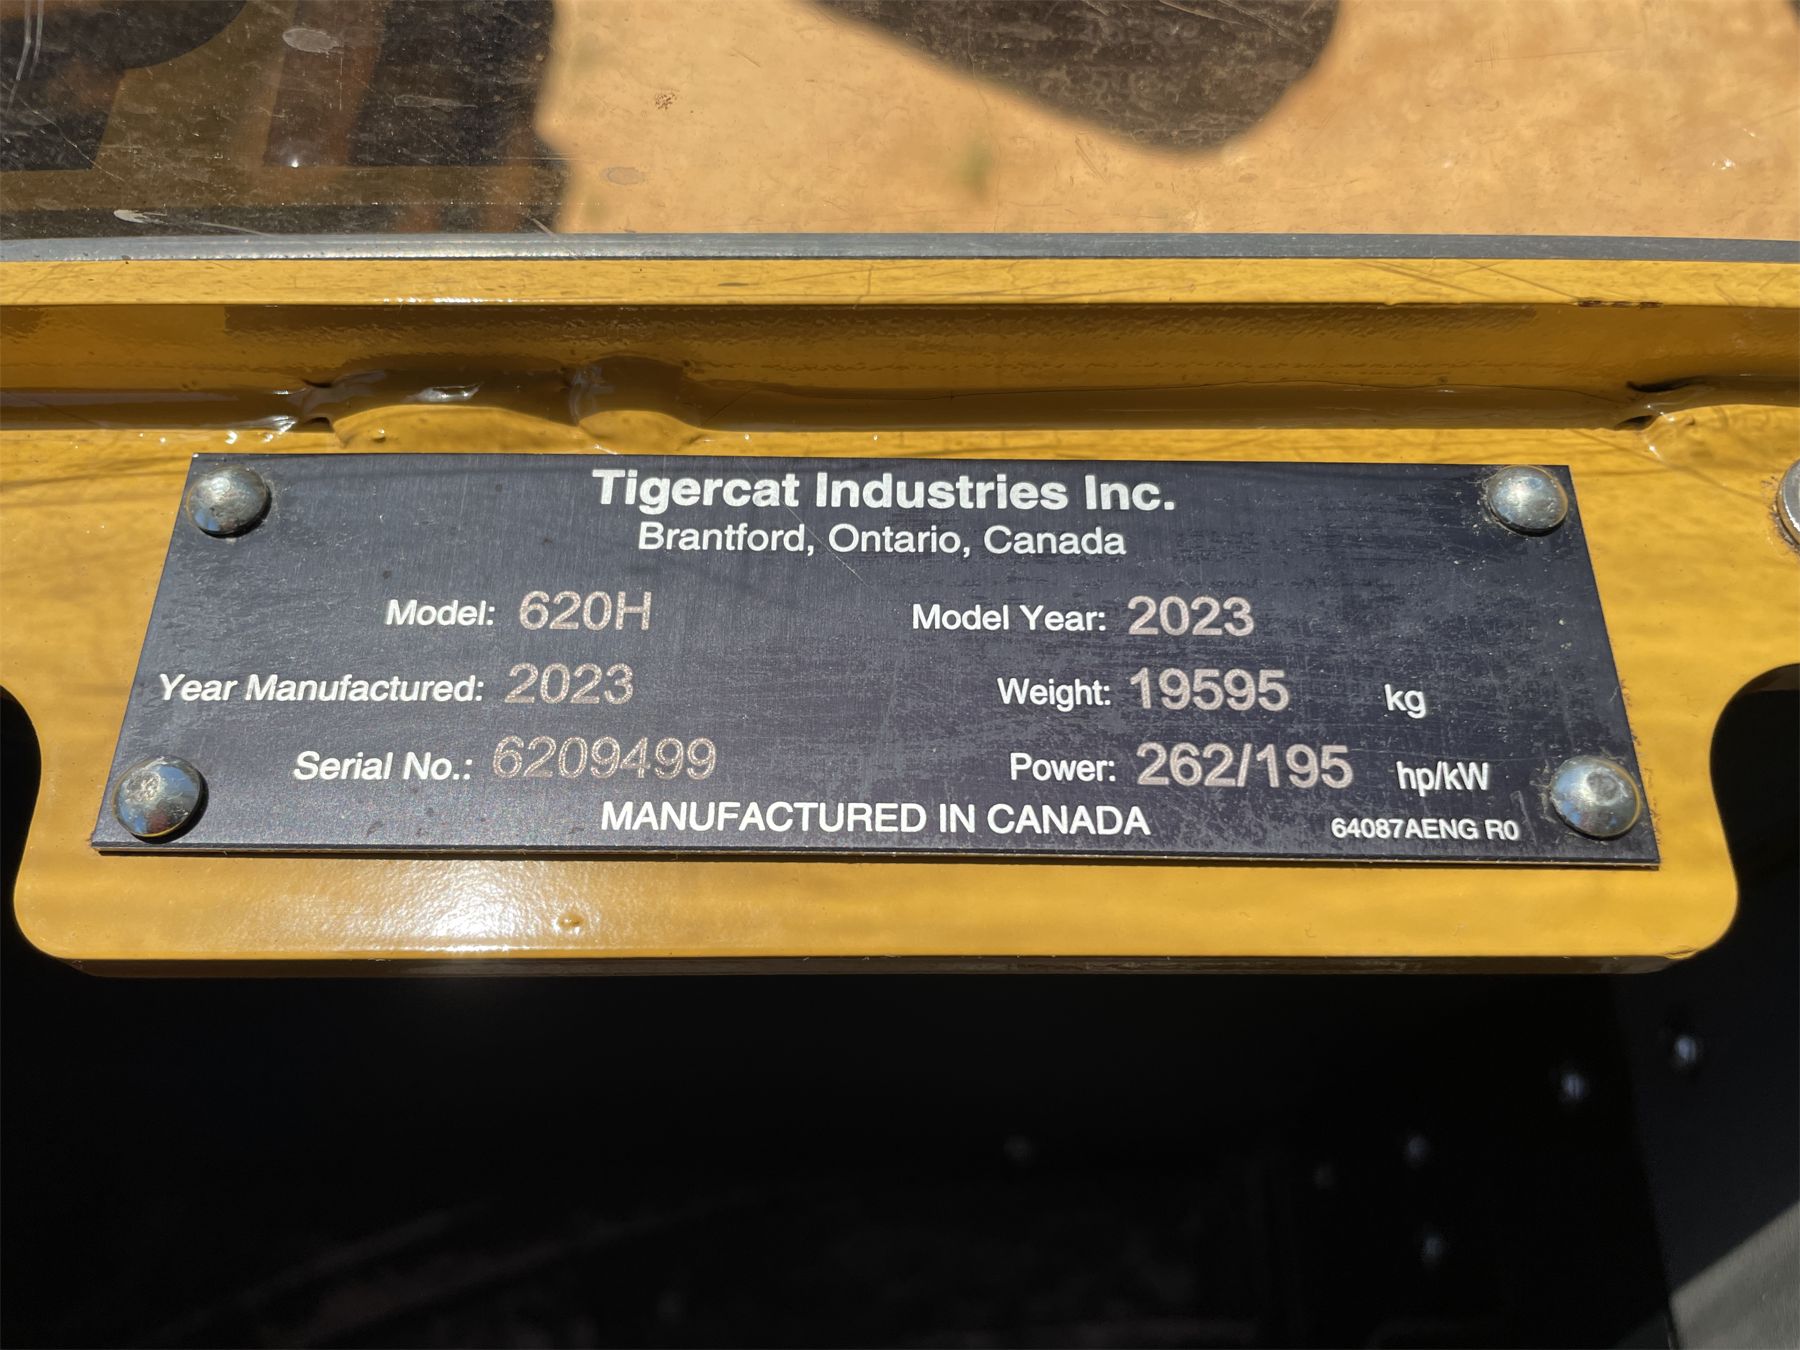 Tigercat Industries Inc.
Brantford, Ontario, Canada
Model: 620H Model Year: 2023
Year Manufactured: 2023 Weight: 19595 kg
Serial No.: 6209499 Power: 262/195 hp/kW
MANUFACTURED IN CANADA 64087AENG R0